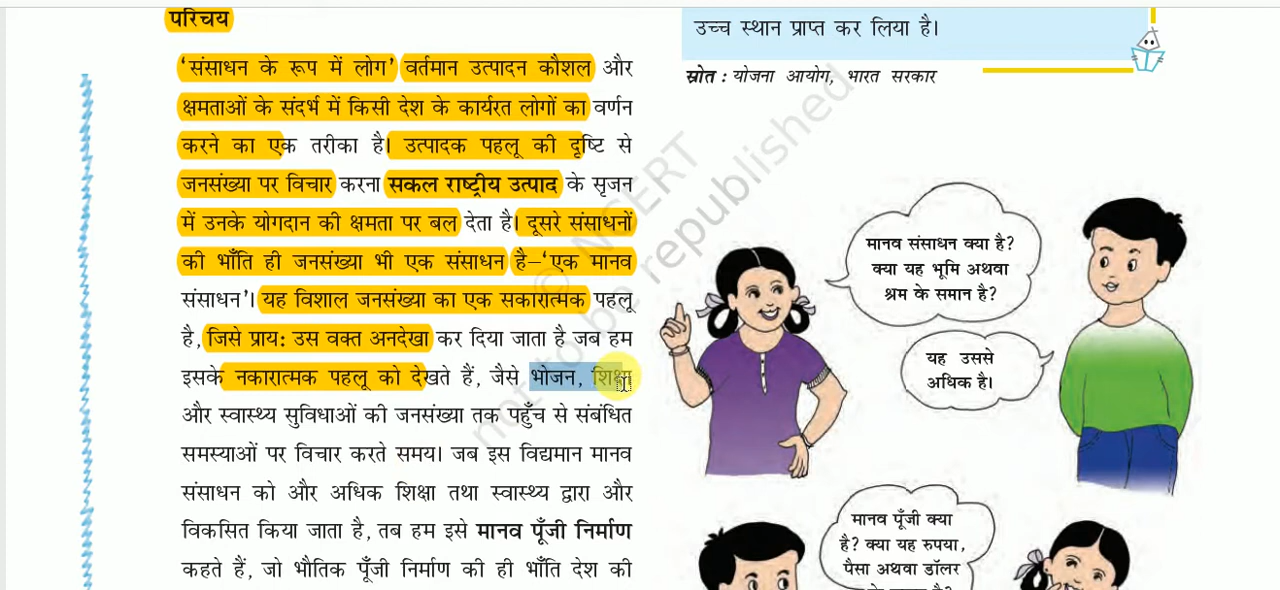 परिचय
‘संसाधन के रूप में लोग’ वर्तमान उत्पादन कौशल और
क्षमताओं के संदर्भ में किसी देश के कार्यरत लोगों का वर्णन
करने का एक तरीका है। उत्पादक पहलू की दृष्टि से
जनसंख्या पर विचार करना सकल राष्ट्रीय उत्पाद के सृजन
में उनके योगदान की क्षमता पर बल देता है। दूसरे संसाधनों
की भाँति ही जनसंख्या भी एक संसाधन है–‘एक मानव
संसाधन’। यह विशाल जनसंख्या का एक सकारात्मक पहलू
है, जिसे प्राय: उस वक्त अनदेखा कर दिया जाता है जब हम
इसके नकारात्मक पहलू को देखते हैं, जैसे भोजन, शिक्षा
और स्वास्थ्य सुविधाओं की जनसंख्या तक पहुँच से संबंधित
समस्याओं पर विचार करते समय। जब इस विद्यमान मानव
संसाधन को और अधिक शिक्षा तथा स्वास्थ्य द्वारा और
विकसित किया जाता है, तब हम इसे मानव पूँजी निर्माण
कहते हैं, जो भौतिक पूँजी निर्माण की ही भाँति देश की
उच्च स्थान प्राप्त कर लिया है।
स्रोत : योजना आयोग, भारत सरकार
मानव संसाधन क्या है?
क्या यह भूमि अथवा
श्रम के समान है?
यह उससे
अधिक है।
मानव पूँजी क्या
है? क्या यह रुपया,
पैसा अथवा डॉलर
© NCERT
not to be republished